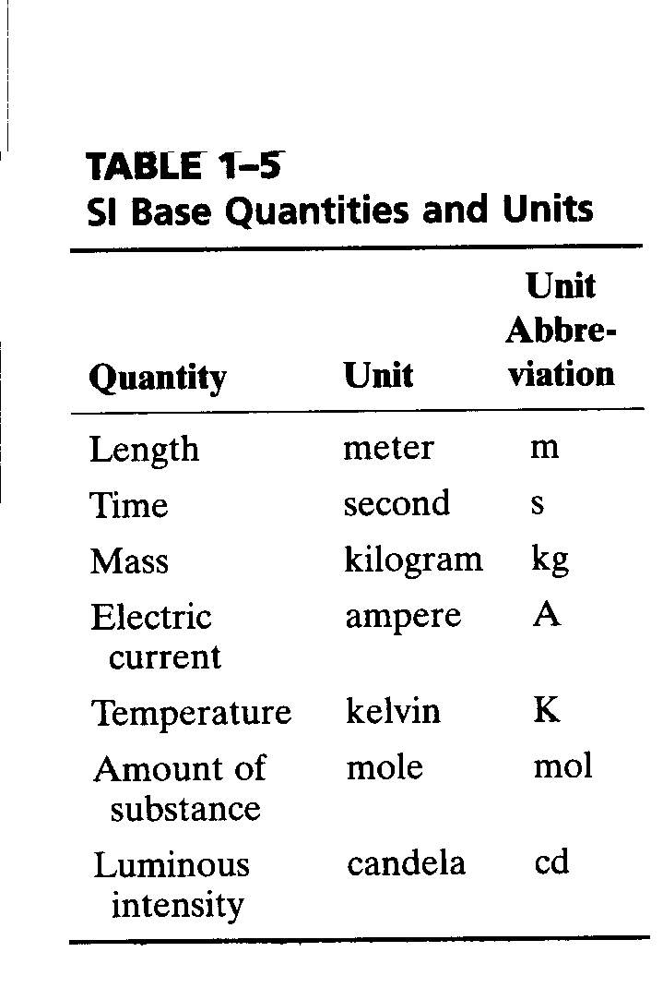 TABLE 1–5
SI Base Quantities and Units
Unit
Abbre-
Quantity Unit viation
Length meter m
Time second s
Mass kilogram kg
Electric ampere A
current
Temperature kelvin K
Amount of mole mol
substance
Luminous candela cd
intensity